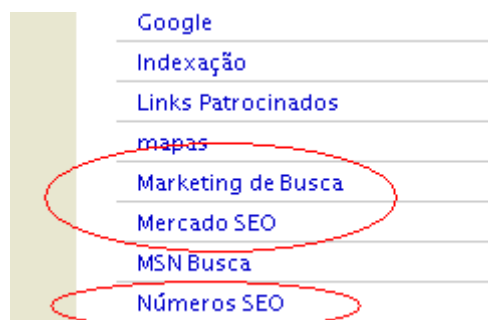 Google
Indexação
Links Patrocinados
mapas
Marketing de Busca
Mercado SEO
MSN Busca
Números SEO